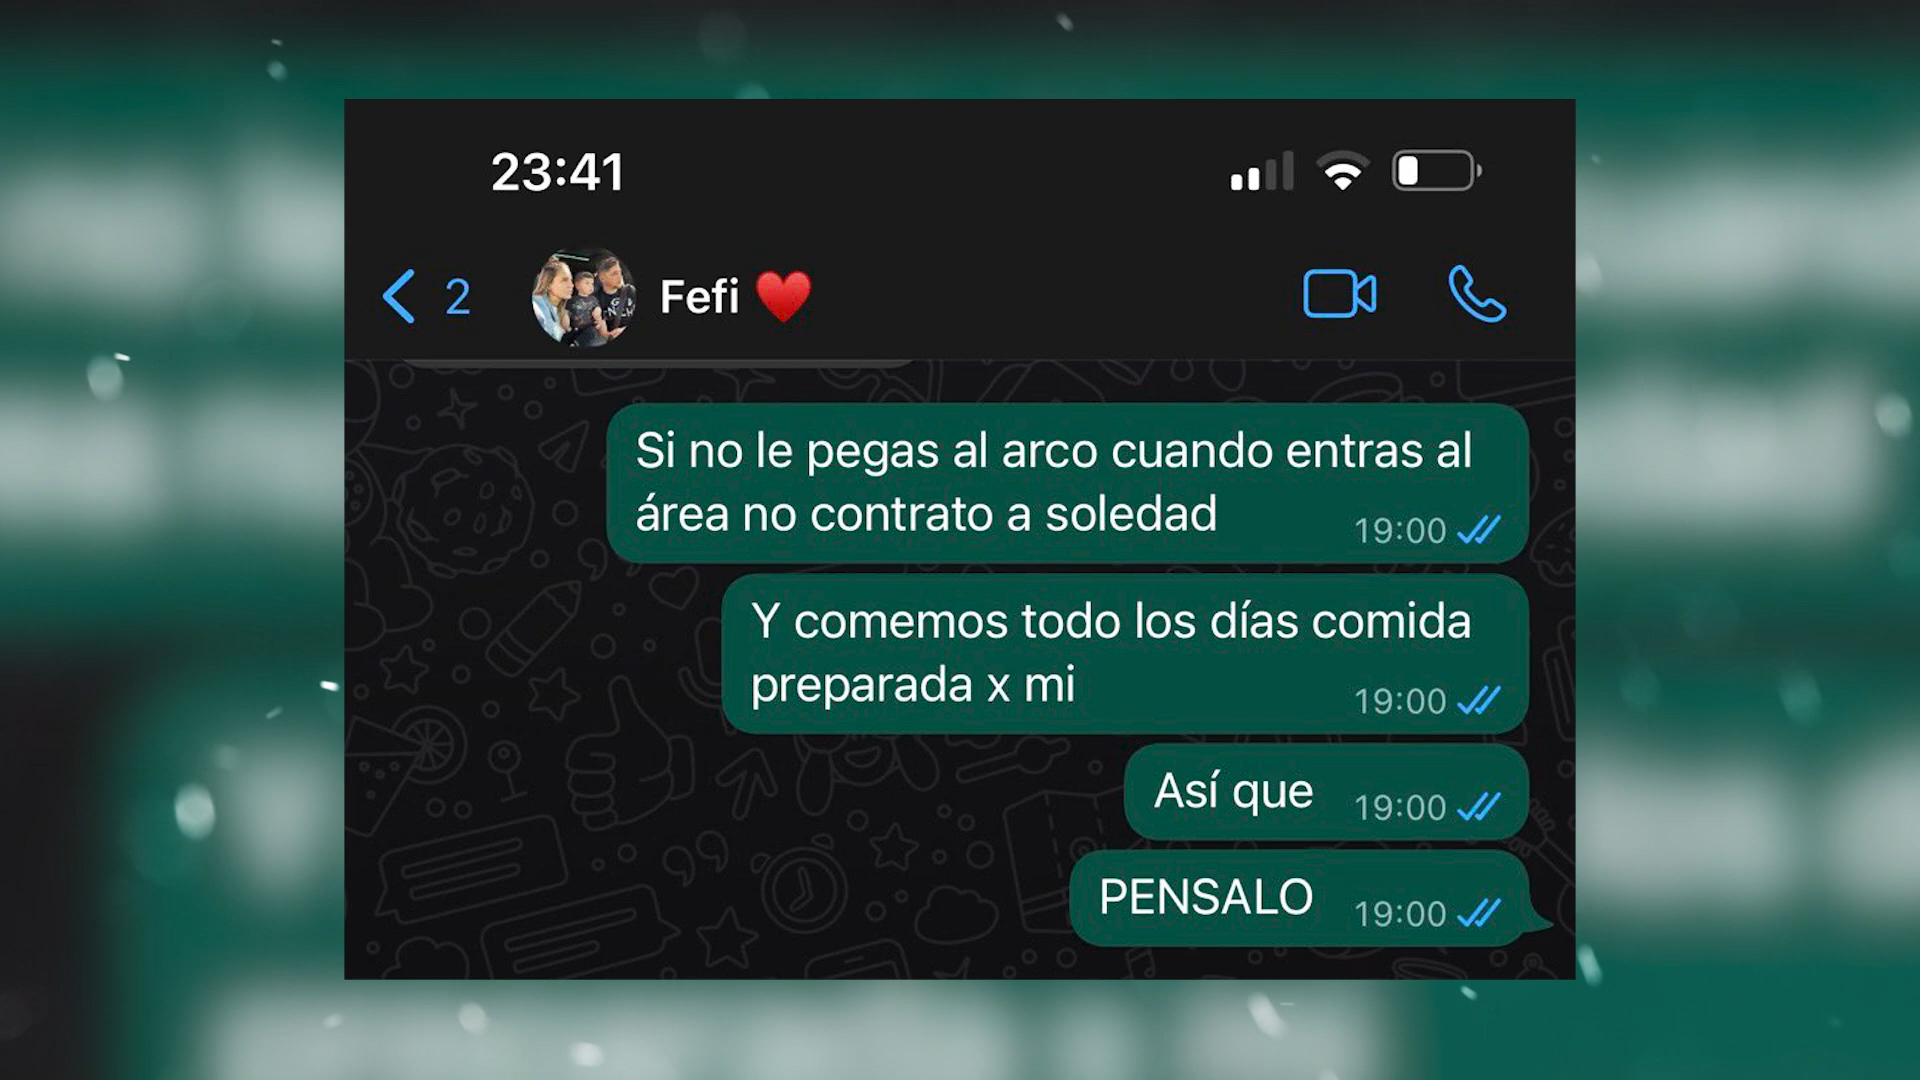 23:41
2
Fefi ❤️
Si no le pegas al arco cuando entras al
área no contrato a soledad
19:00
Y comemos todo los días comida
preparada x mi
19:00
Así que 19:00
PENSALO 19:00